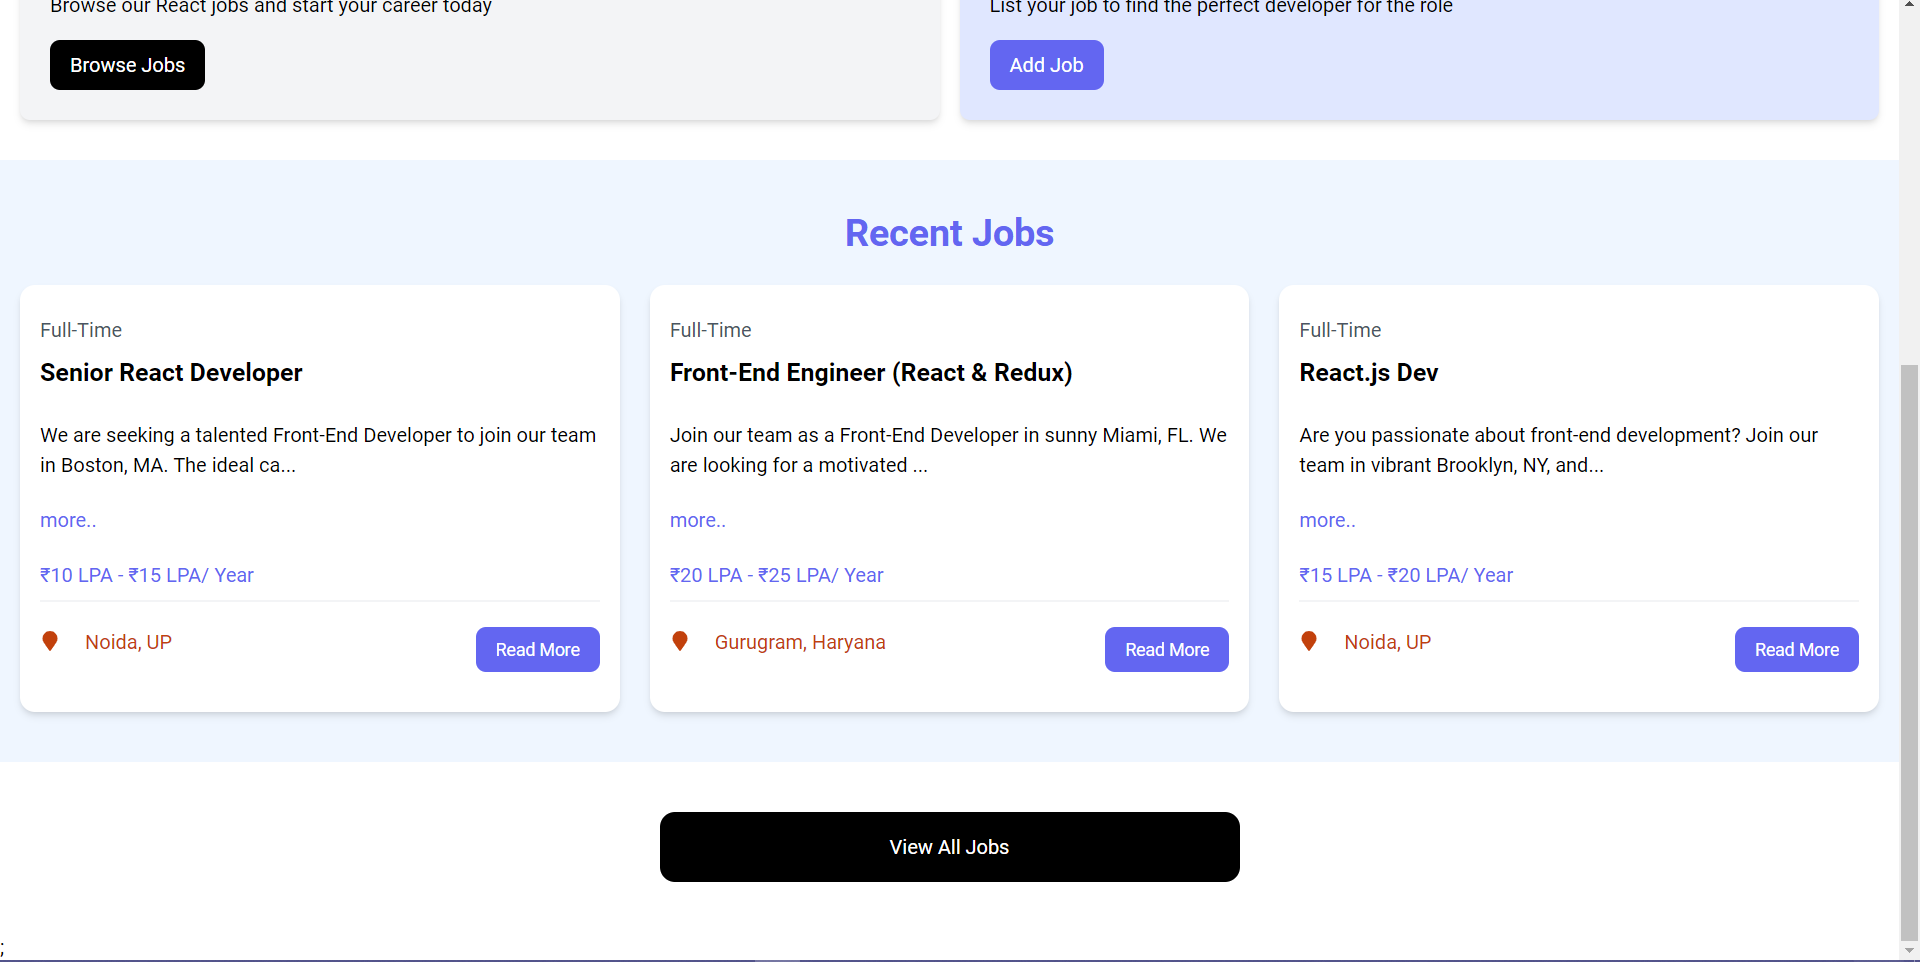 Browse our React jobs and start your career today
Browse Jobs
List your job to find the perfect developer for the role
Add Job
Recent Jobs
Full-Time
Senior React Developer
We are seeking a talented Front-End Developer to join our team
in Boston, MA. The ideal ca...
more..
₹10 LPA - ₹15 LPA/ Year
Noida, UP
Read More
Full-Time
Front-End Engineer (React & Redux)
Join our team as a Front-End Developer in sunny Miami, FL. We
are looking for a motivated ...
more..
₹20 LPA - ₹25 LPA/ Year
Gurugram, Haryana
Read More
Full-Time
React.js Dev
Are you passionate about front-end development? Join our
team in vibrant Brooklyn, NY, and...
more..
₹15 LPA - ₹20 LPA/ Year
Noida, UP
Read More
View All Jobs
;